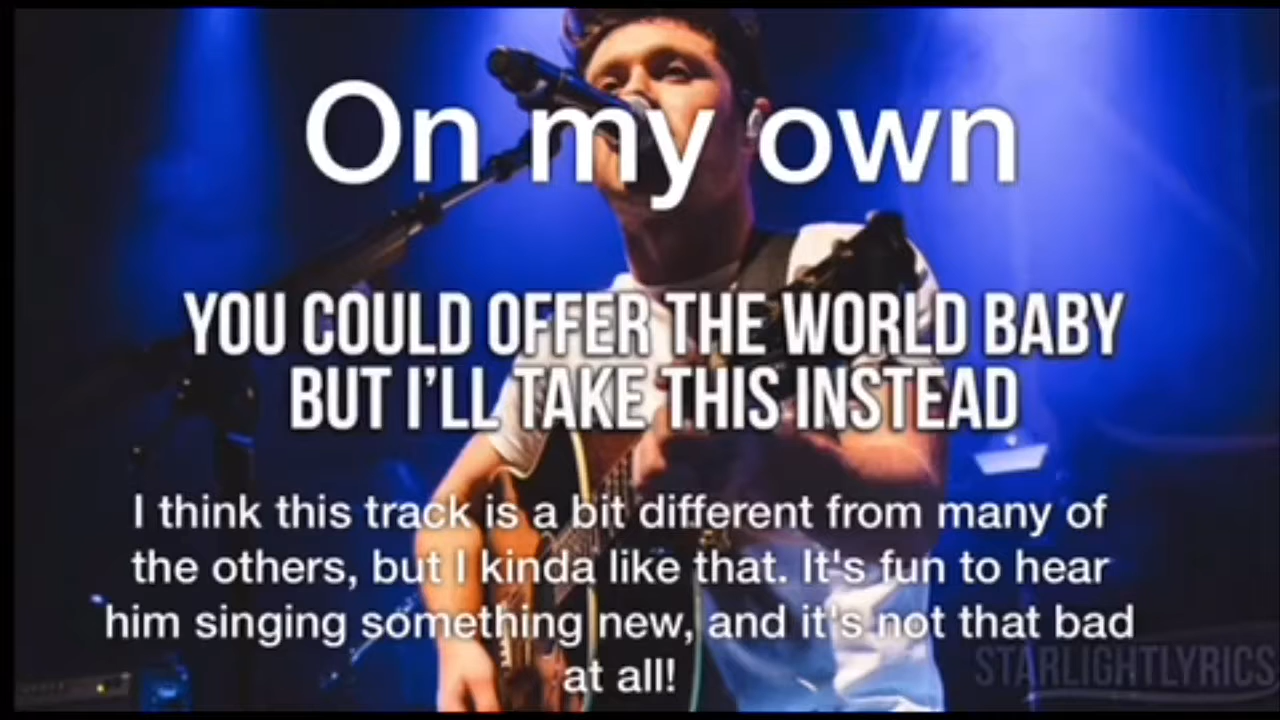 On my own
YOU COULD OFFER THE WORLD BABY
BUT I'LL TAKE THIS INSTEAD
I think this track is a bit different from many of
the others, but I kinda like that. It's fun to hear
him singing something new, and it's not that bad
at all!
STARLIGHTLYRICS